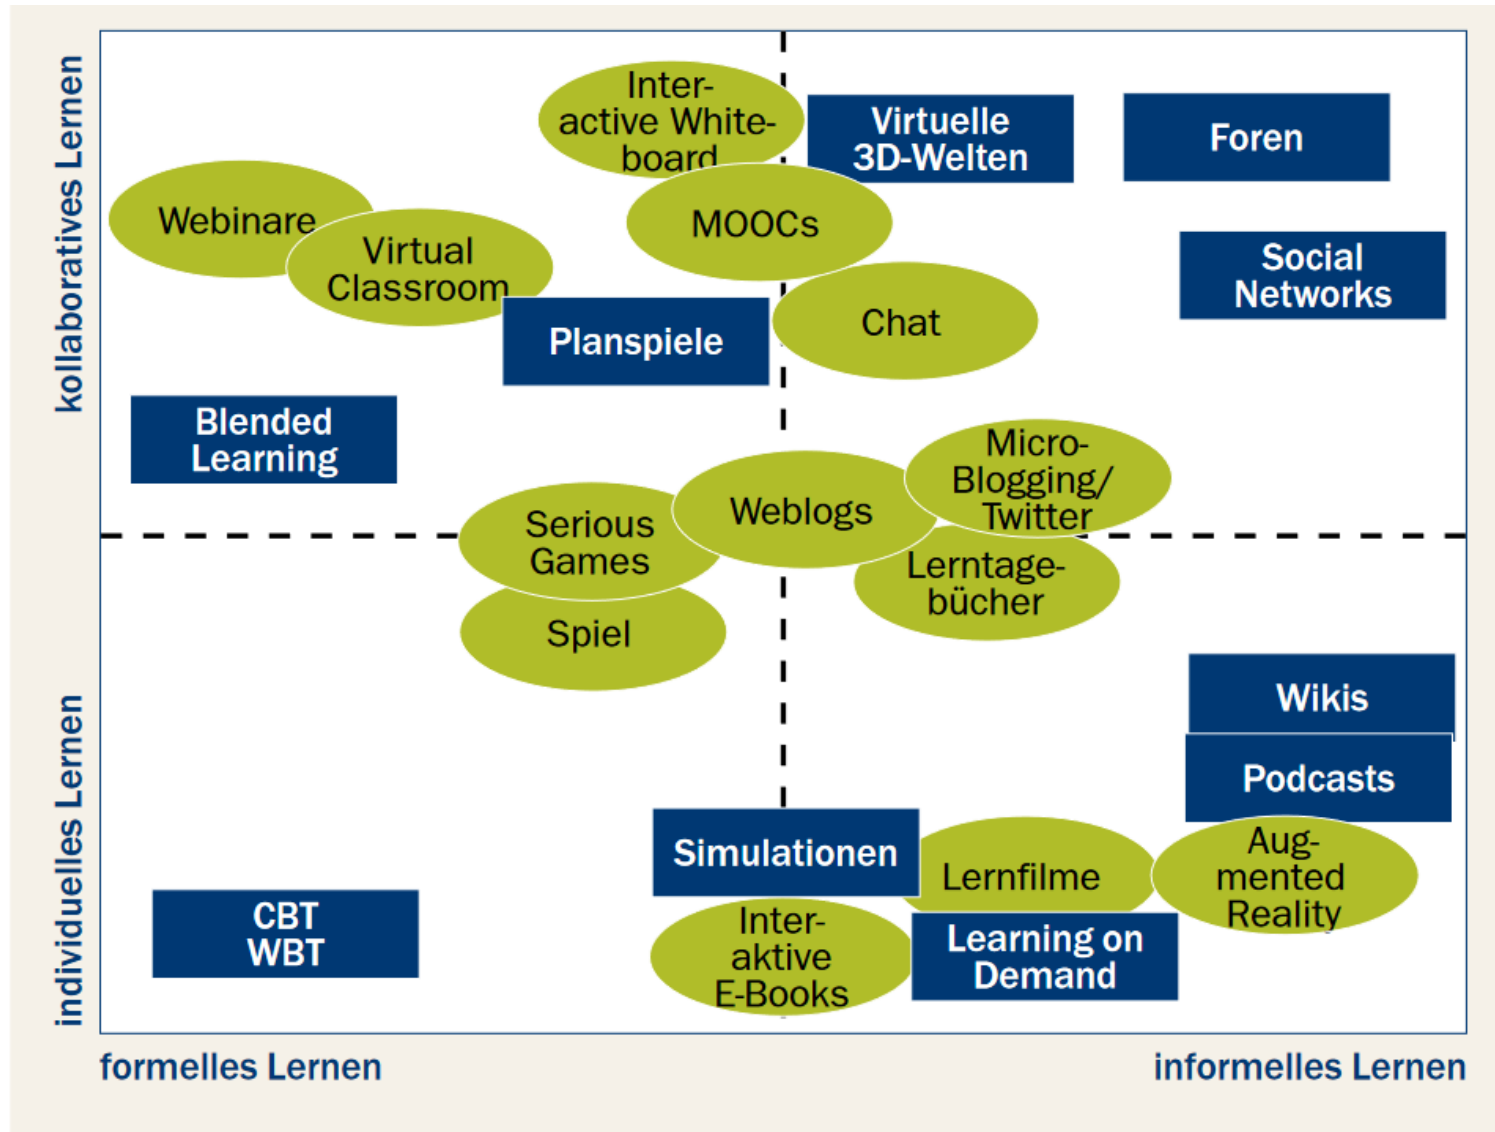 kollaboratives Lernen
individuelles Lernen
Inter-
active White-
board
Virtuelle
3D-Welten
Foren
Webinare
Virtual
Classroom
MOOCs
Social
Networks
Planspiele
Chat
Blended
Learning
Serious
Games
Weblogs
Micro-
Blogging/
Twitter
Lerntage-
bücher
Spiel
Wikis
Podcasts
Simulationen
Lernfilme
Aug-
mented
Reality
CBT
WBT
Inter-
aktive
E-Books
Learning on
Demand
formelles Lernen
informelles Lernen